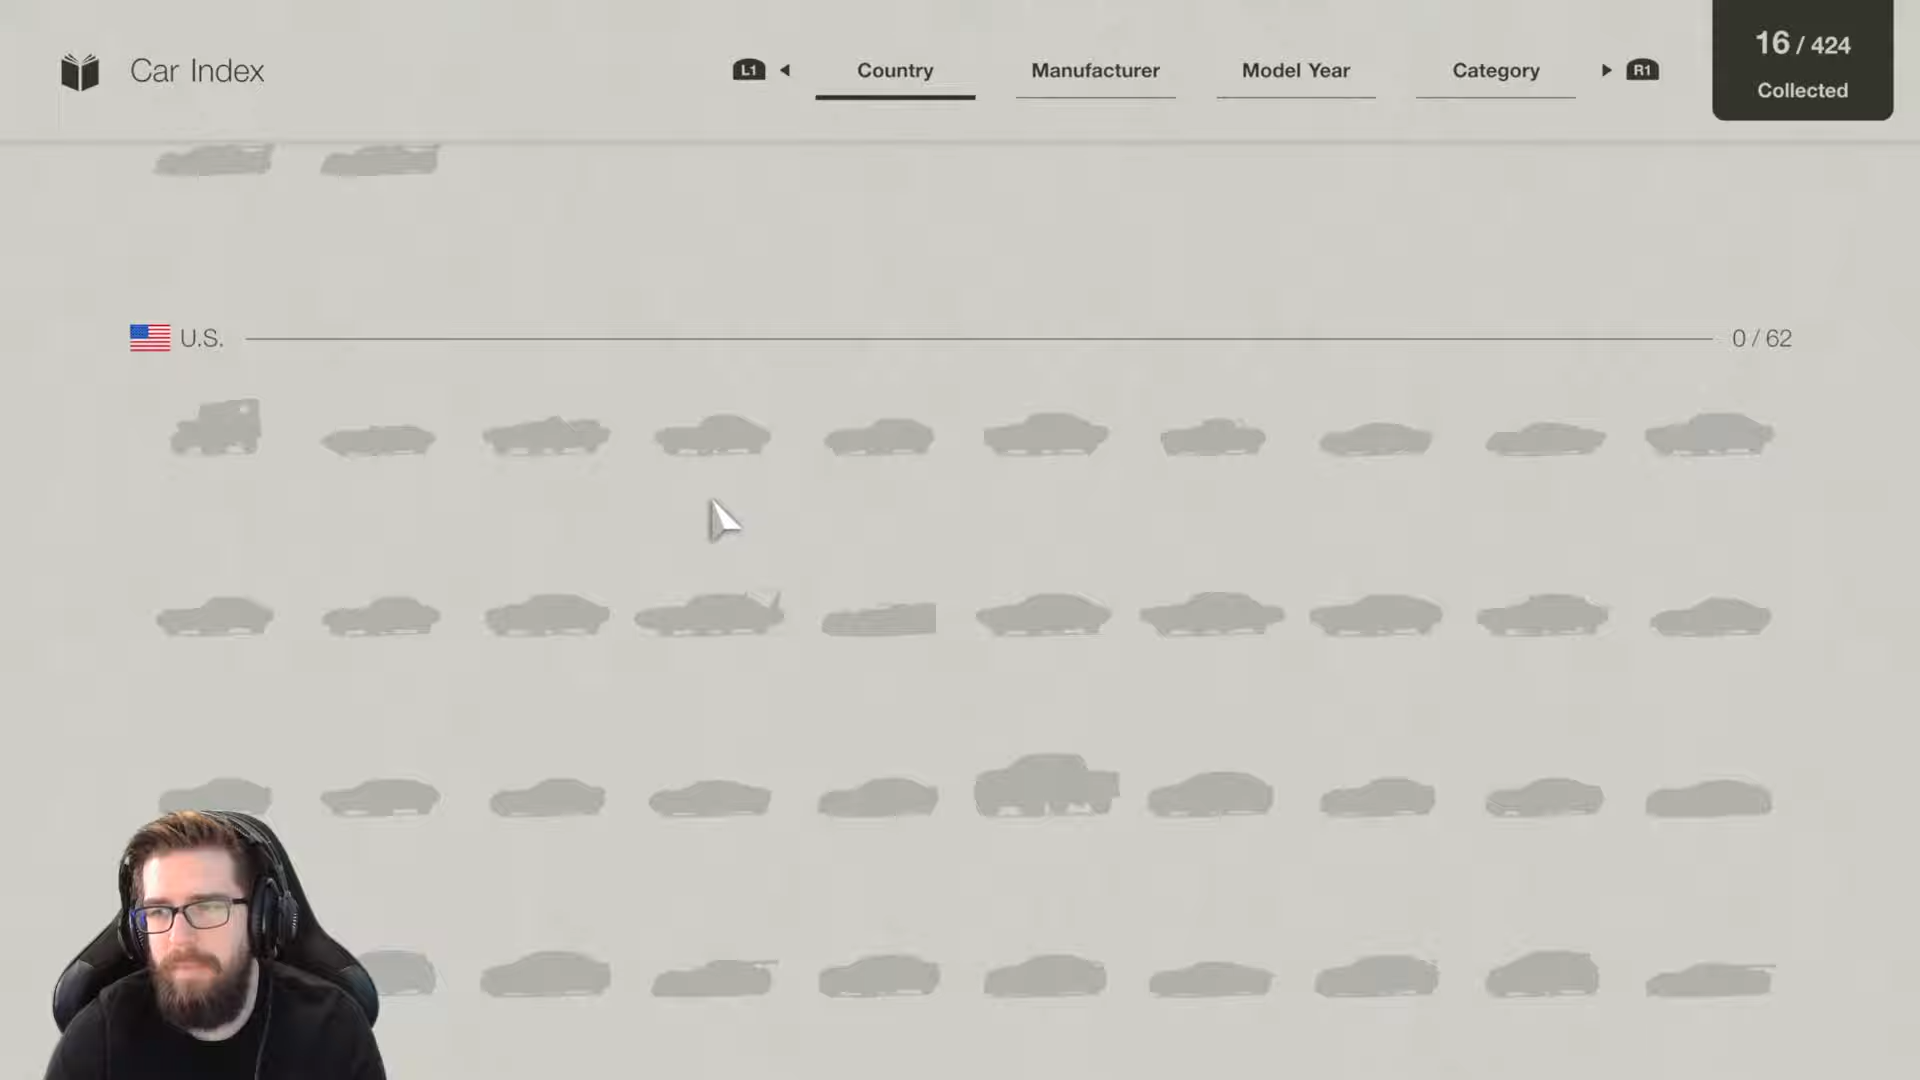 Car Index
L1
Country
Manufacturer
Model Year
Category
R1
16 / 424
Collected
U.S.
0 / 62